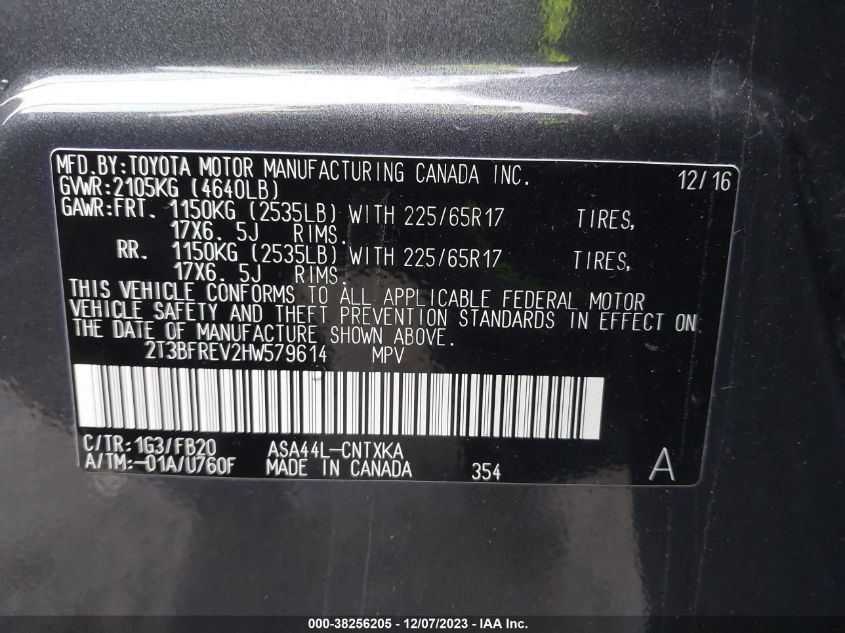 MFD.BY:TOYOTA MOTOR MANUFACTURING CANADA INC. 12/16
GVWR:2105KG (4640LB)
GAWR:FRT. 1150KG (2535LB) WITH 225/65R17 TIRES,
17X6. 5J RIMS.
RR. 1150KG (2535LB) WITH 225/65R17 TIRES,
17X6. 5J RIMS.
THIS VEHICLE CONFORMS TO ALL APPLICABLE FEDERAL MOTOR
VEHICLE SAFETY AND THEFT PREVENTION STANDARDS IN EFFECT ON
THE DATE OF MANUFACTURE SHOWN ABOVE.
2T3BFREV2HW579614 MPV
C/TR:1G3/FB20 ASA44L-CNTXKA
A/TM:-01A/U760F MADE IN CANADA 354 A
000-38256205 - 12/07/2023 - IAA Inc.